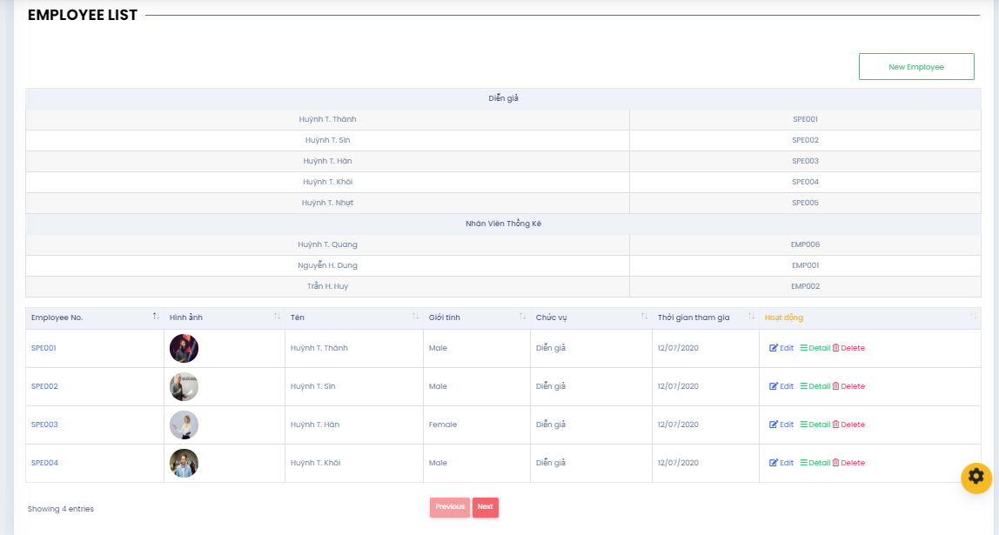 EMPLOYEE LIST
New Employee
Diễn giả
Huỳnh T. Thành SPE001
Huỳnh T. Sin SPE002
Huỳnh T. Hân SPE003
Huỳnh T. Khôi SPE004
Huỳnh T. Nhựt SPE005
Nhân Viên Thống Kê
Huỳnh T. Quang EMP006
Nguyễn H. Dung EMP001
Trần H. Huy EMP002
Employee No. Hình ảnh Tên Giới tính Chức vụ Thời gian tham gia Hoạt động
SPE001 Huỳnh T. Thành Male Diễn giả 12/07/2020 Edit Detail Delete
SPE002 Huỳnh T. Sin Male Diễn giả 12/07/2020 Edit Detail Delete
SPE003 Huỳnh T. Hân Female Diễn giả 12/07/2020 Edit Detail Delete
SPE004 Huỳnh T. Khôi Male Diễn giả 12/07/2020 Edit Detail Delete
Showing 4 entries Previous Next